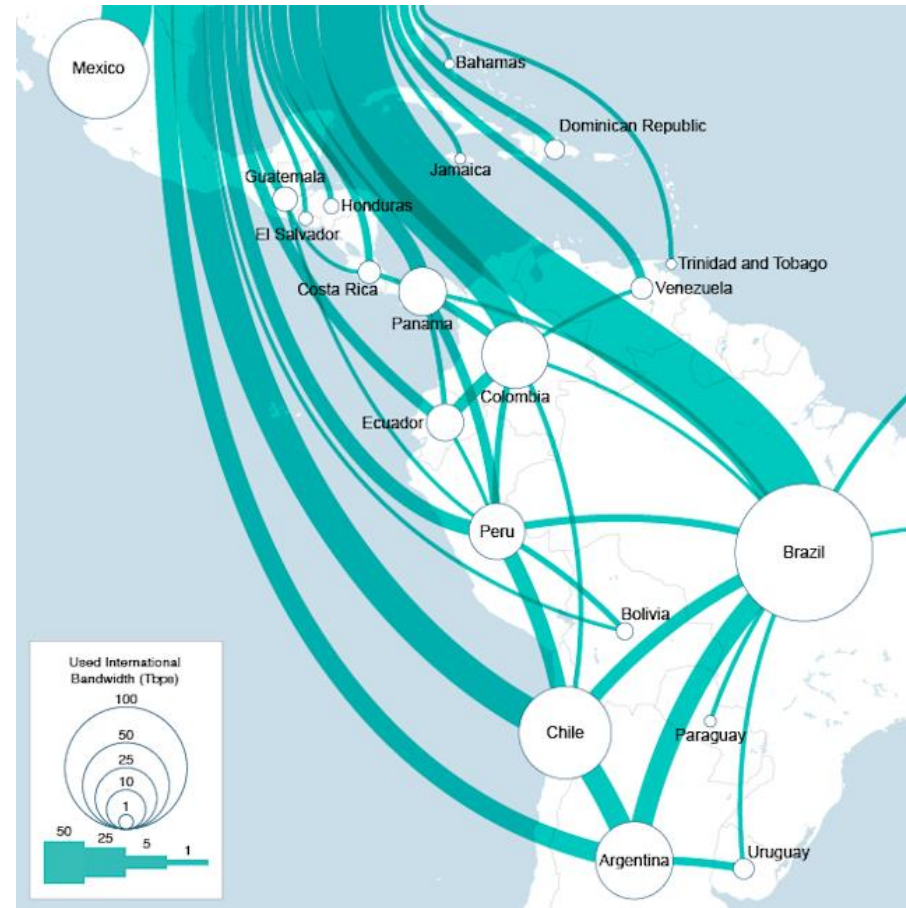 Mexico
Bahamas
Dominican Republic
Jamaica
Guatemala
Honduras
El Salvador
Trinidad and Tobago
Costa Rica
Venezuela
Panama
Colombia
Ecuador
Peru
Brazil
Bolivia
Chile
Paraguay
Argentina
Uruguay
Used International
Bandwidth (Tbps)
100
50
25
10
1
50
25
5
1